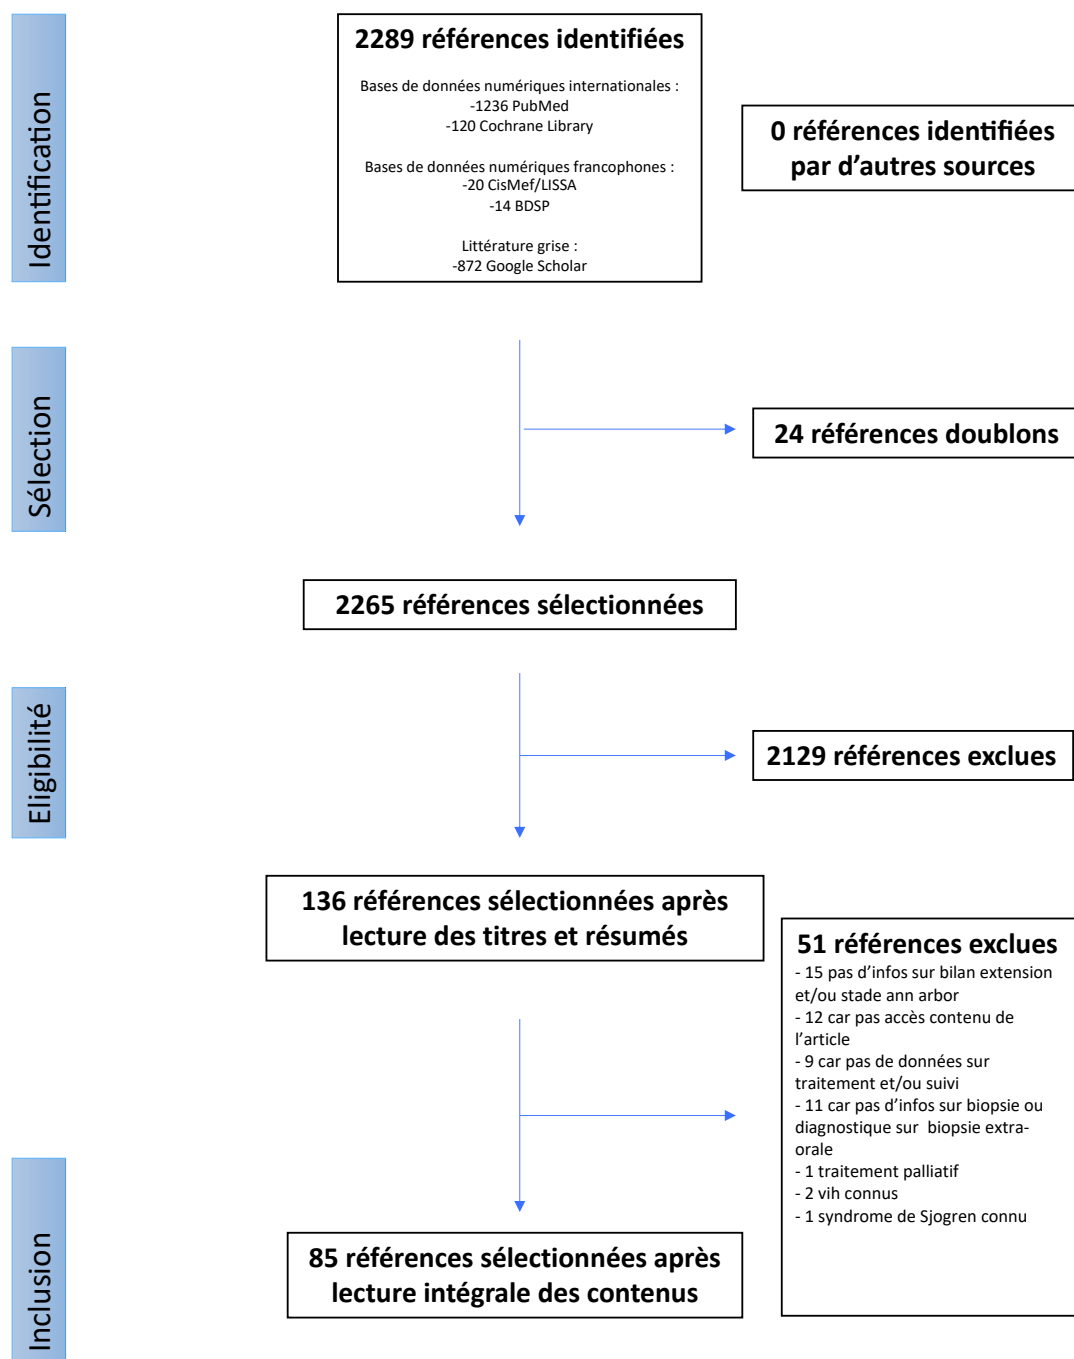 Identification
2289 références identifiées
Bases de données numériques internationales :
-1236 PubMed
-120 Cochrane Library
Bases de données numériques francophones :
-20 CisMef/LISSA
-14 BDSP
Littérature grise :
-872 Google Scholar
0 références identifiées
par d’autres sources
Sélection
24 références doublons
2265 références sélectionnées
Eligibilité
2129 références exclues
136 références sélectionnées après
lecture des titres et résumés
51 références exclues
- 15 pas d’infos sur bilan extension
et/ou stade ann arbor
- 12 car pas accès contenu de
l’article
- 9 car pas de données sur
traitement et/ou suivi
- 11 car pas d’infos sur biopsie ou
diagnostique sur biopsie extra-
orale
- 1 traitement palliatif
- 2 vih connus
- 1 syndrome de Sjogren connu
Inclusion
85 références sélectionnées après
lecture intégrale des contenus